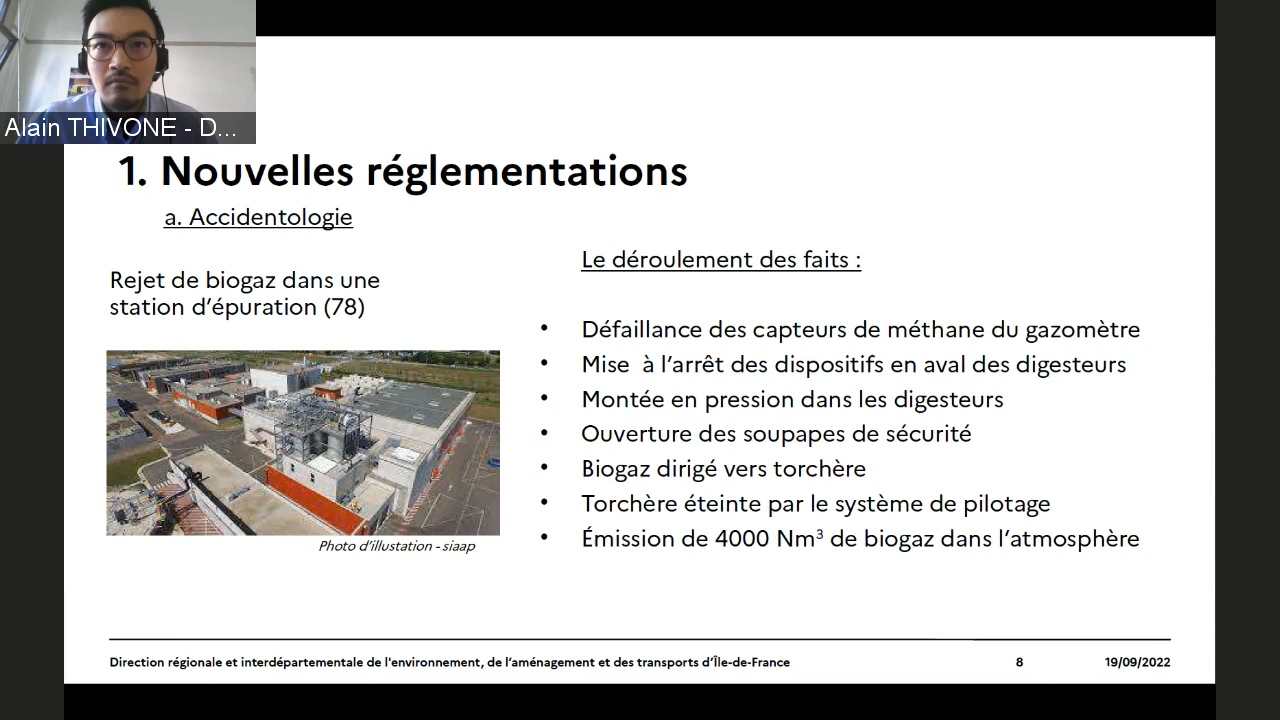 Alain THIVONE - D...
1. Nouvelles réglementations
a. Accidentologie
Rejet de biogaz dans une
station d’épuration (78)
Photo d’illustation - siaap
Le déroulement des faits :
• Défaillance des capteurs de méthane du gazomètre
• Mise à l’arrêt des dispositifs en aval des digesteurs
• Montée en pression dans les digesteurs
• Ouverture des soupapes de sécurité
• Biogaz dirigé vers torchère
• Torchère éteinte par le système de pilotage
• Émission de 4000 Nm³ de biogaz dans l’atmosphère
Direction régionale et interdépartementale de l'environnement, de l’aménagement et des transports d’Île-de-France 8 19/09/2022